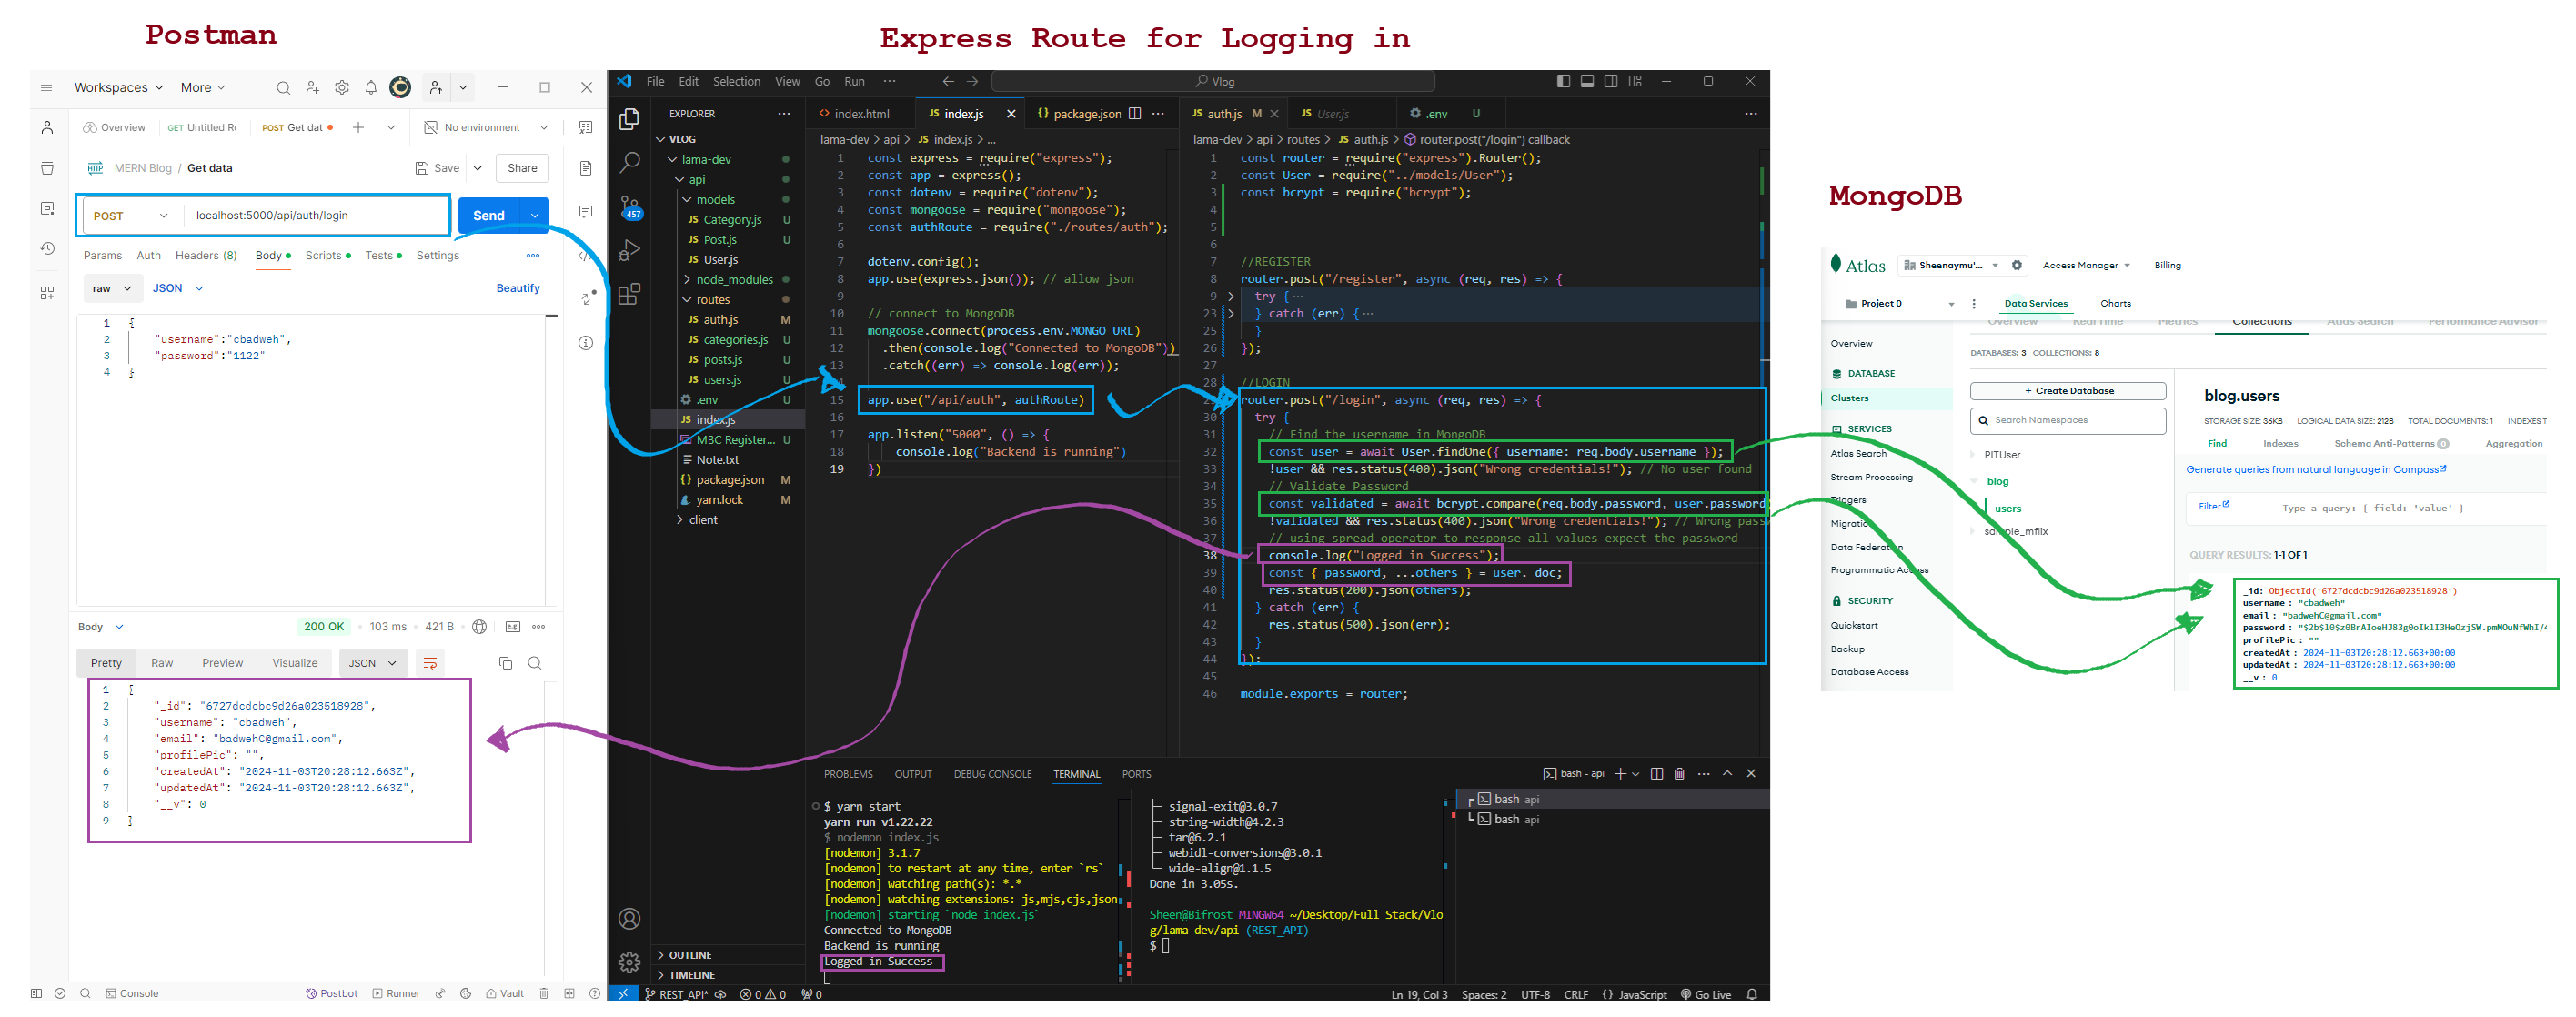 Postman
Express Route for Logging in
MongoDB
Workspaces
More
Overview
GET Untitled R
POST Get dat
No environment
MERN Blog / Get data
Save
Share
POST
localhost:5000/api/auth/login
Send
Params
Auth
Headers (8)
Body
Scripts
Tests
Settings
raw
JSON
Beautify
1 {
2 "username":"cbadweh",
3 "password":"1122"
4 }
Body
200 OK
103 ms
421 B
e.g.
Pretty
Raw
Preview
Visualize
JSON
1 {
2 "_id": "6727dcdcbc9d26a023518928",
3 "username": "cbadweh",
4 "email": "badwehC@gmail.com",
5 "profilePic": "",
6 "createdAt": "2024-11-03T20:28:12.663Z",
7 "updatedAt": "2024-11-03T20:28:12.663Z",
8 "__v": 0
9 }
Console
Postbot
Runner
Vault
File Edit Selection View Go Run ···
Vlog
EXPLORER
VLOG
lama-dev
api
models
JS Category.js U
JS Post.js U
JS User.js
node_modules
routes
JS auth.js M
JS categories.js U
JS posts.js U
JS users.js U
.env U
JS index.js
MBC Register... U
Note.txt
{} package.json M
yarn.lock M
client
OUTLINE
TIMELINE
457
<> index.html
JS index.js
{} package.json
lama-dev > api > JS index.js > ...
1 const express = require("express");
2 const app = express();
3 const dotenv = require("dotenv");
4 const mongoose = require("mongoose");
5 const authRoute = require("./routes/auth");
6
7 dotenv.config();
8 app.use(express.json()); // allow json
9
10 // connect to MongoDB
11 mongoose.connect(process.env.MONGO_URL)
12 .then(console.log("Connected to MongoDB"))
13 .catch((err) => console.log(err));
15 app.use("/api/auth", authRoute)
16
17 app.listen("5000", () => {
18 console.log("Backend is running")
19 })
JS auth.js M
JS User.js
.env U
lama-dev > api > routes > JS auth.js > router.post("/login") callback
1 const router = require("express").Router();
2 const User = require("../models/User");
3 const bcrypt = require("bcrypt");
4
5
6
7 //REGISTER
8 router.post("/register", async (req, res) => {
9 try {···
23 } catch (err) {···
25 }
26 });
27
28 //LOGIN
29 router.post("/login", async (req, res) => {
30 try {
31 // Find the username in MongoDB
32 const user = await User.findOne({ username: req.body.username });
33 !user && res.status(400).json("Wrong credentials!"); // No user found
34 // Validate Password
35 const validated = await bcrypt.compare(req.body.password, user.password
36 !validated && res.status(400).json("Wrong credentials!"); // Wrong pass
37 // using spread operator to response all values expect the password
38 console.log("Logged in Success");
39 const { password, ...others } = user._doc;
40 res.status(200).json(others);
41 } catch (err) {
42 res.status(500).json(err);
43 }
44 });
45
46 module.exports = router;
PROBLEMS OUTPUT DEBUG CONSOLE TERMINAL PORTS
bash - api
$ yarn start
yarn run v1.22.22
$ nodemon index.js
[nodemon] 3.1.7
[nodemon] to restart at any time, enter `rs`
[nodemon] watching path(s): *.*
[nodemon] watching extensions: js,mjs,cjs,json
[nodemon] starting `node index.js`
Connected to MongoDB
Backend is running
Logged in Success
├─ signal-exit@3.0.7
├─ string-width@4.2.3
├─ tar@6.2.1
├─ webidl-conversions@3.0.1
└─ wide-align@1.1.5
Done in 3.05s.
Sheen@Bifrost MINGW64 ~/Desktop/Full Stack/Vlo
g/lama-dev/api (REST_API)
$
bash api
bash api
REST_API*
0 0
0
Ln 19, Col 3
Spaces: 2
UTF-8
CRLF
{} JavaScript
Go Live
Atlas
Sheenaymu'...
Access Manager
Billing
Project 0
Data Services
Charts
Overview
Real Time
Metrics
Collections
Atlas Search
Performance Advisor
Overview
DATABASE
Clusters
SERVICES
Atlas Search
Stream Processing
Triggers
Migration
Data Federation
Programmatic Access
SECURITY
Quickstart
Backup
Database Access
DATABASES: 3 COLLECTIONS: 8
+ Create Database
Search Namespaces
PITUser
blog
users
sample_mflix
blog.users
STORAGE SIZE: 36KB LOGICAL DATA SIZE: 212B TOTAL DOCUMENTS: 1 INDEXES T
Find
Indexes
Schema Anti-Patterns 0
Aggregation
Generate queries from natural language in Compass
Filter
Type a query: { field: 'value' }
QUERY RESULTS: 1-1 OF 1
_id: ObjectId('6727dcdcbc9d26a023518928')
username: "cbadweh"
email: "badwehC@gmail.com"
password: "$2b$10$z0BrAIoeHJ83g0oIklI3HeOzjSW.pmMOuNfWhI/
profilePic: ""
createdAt: 2024-11-03T20:28:12.663+00:00
updatedAt: 2024-11-03T20:28:12.663+00:00
__v: 0